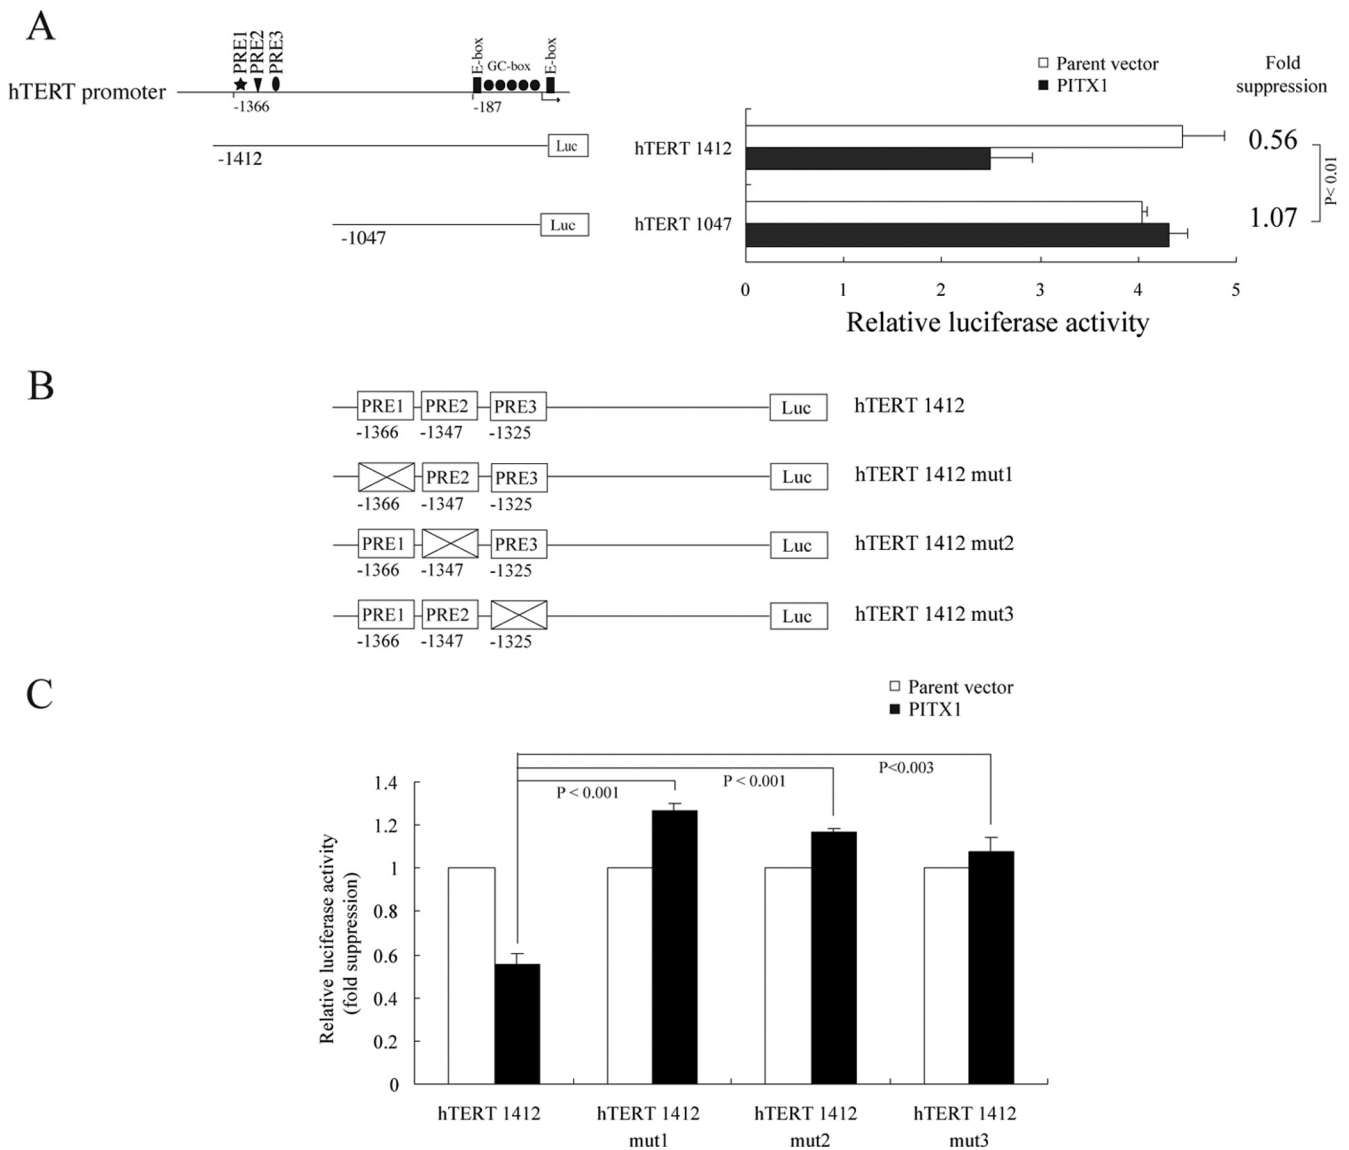 A
PRE1
PRE2
PRE3
E-box
GC-box
E-box
hTERT promoter
-1366
-187
-1412
Luc
-1047
Luc
Parent vector
PITX1
Fold
suppression
hTERT 1412
0.56
hTERT 1047
1.07
P< 0.01
0 1 2 3 4 5
Relative luciferase activity
B
PRE1 PRE2 PRE3 Luc hTERT 1412
-1366 -1347 -1325
PRE2 PRE3 Luc hTERT 1412 mut1
-1366 -1347 -1325
PRE1 PRE3 Luc hTERT 1412 mut2
-1366 -1347 -1325
PRE1 PRE2 Luc hTERT 1412 mut3
-1366 -1347 -1325
C
Parent vector
PITX1
P<0.003
P < 0.001
P < 0.001
Relative luciferase activity
(fold suppression)
1.4
1.2
1
0.8
0.6
0.4
0.2
0
hTERT 1412 hTERT 1412 hTERT 1412 hTERT 1412
mut1 mut2 mut3